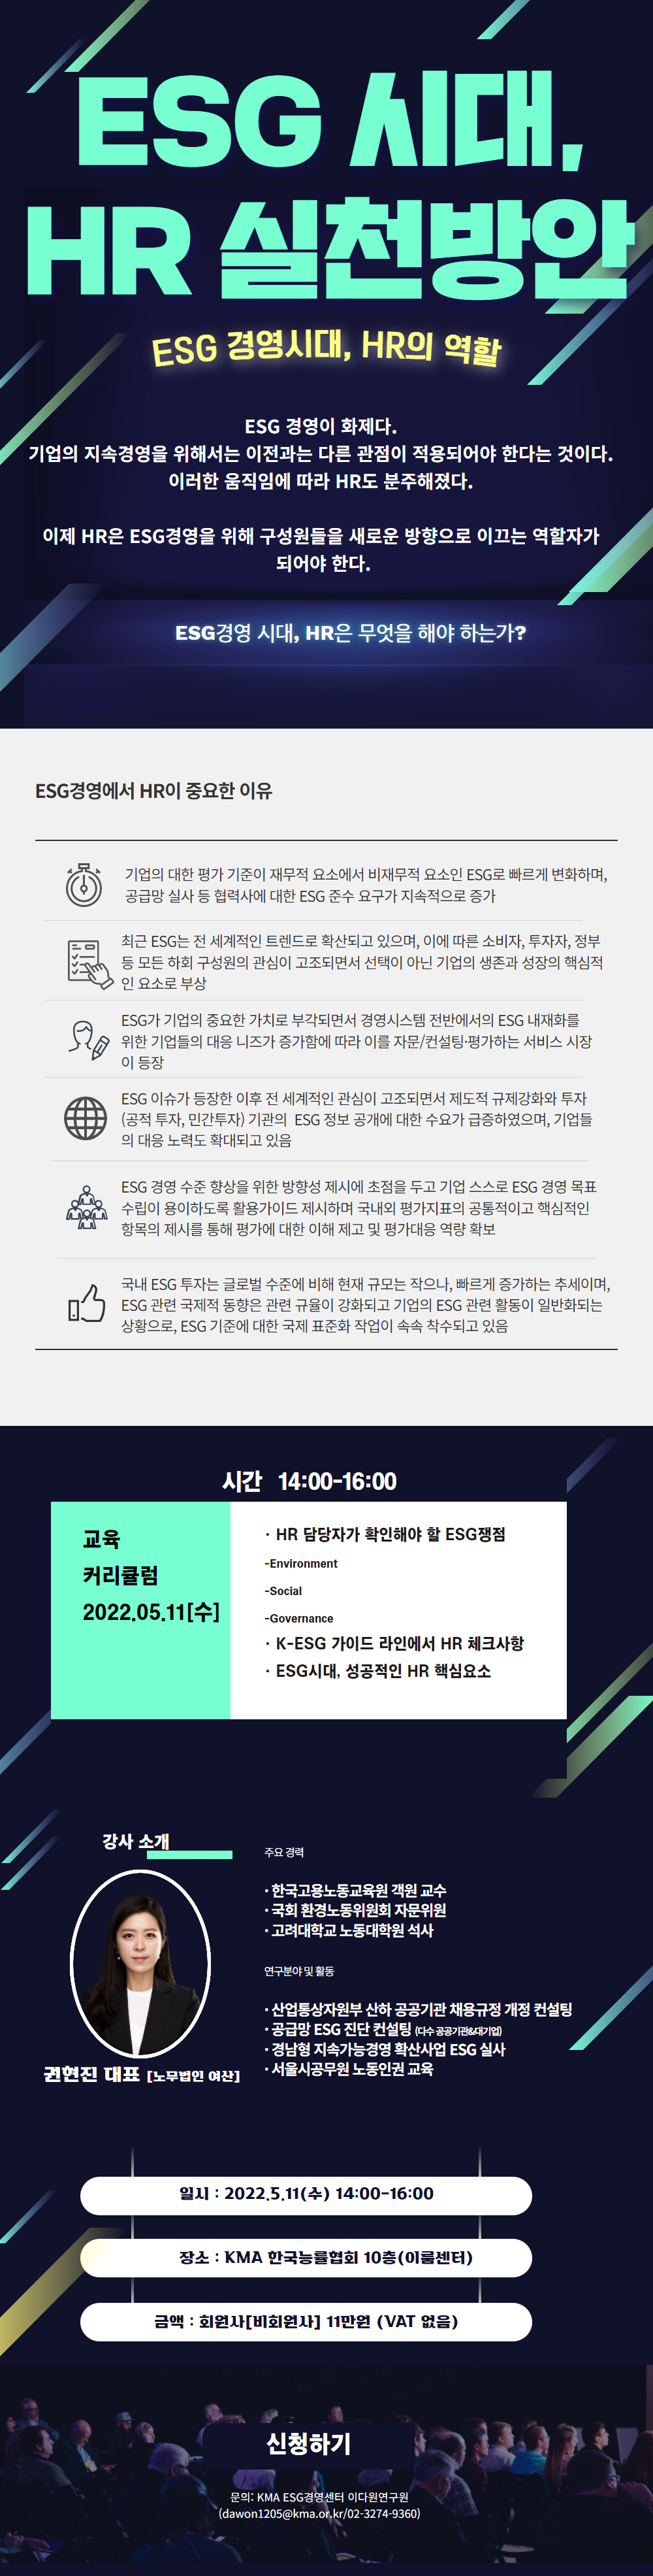 ESG 시대,
HR 실천방안
ESG 경영시대, HR의 역할
ESG 경영이 화제다.
기업의 지속경영을 위해서는 이전과는 다른 관점이 적용되어야 한다는 것이다.
이러한 움직임에 따라 HR도 분주해졌다.
이제 HR은 ESG경영을 위해 구성원들을 새로운 방향으로 이끄는 역할자가
되어야 한다.
ESG경영 시대, HR은 무엇을 해야 하는가?
ESG경영에서 HR이 중요한 이유
기업의 대한 평가 기준이 재무적 요소에서 비재무적 요소인 ESG로 빠르게 변화하며,
공급망 실사 등 협력사에 대한 ESG 준수 요구가 지속적으로 증가
최근 ESG는 전 세계적인 트렌드로 확산되고 있으며, 이에 따른 소비자, 투자자, 정부
등 모든 하회 구성원의 관심이 고조되면서 선택이 아닌 기업의 생존과 성장의 핵심적
인 요소로 부상
ESG가 기업의 중요한 가치로 부각되면서 경영시스템 전반에서의 ESG 내재화를
위한 기업들의 대응 니즈가 증가함에 따라 이를 자문/컨설팅·평가하는 서비스 시장
이 등장
ESG 이슈가 등장한 이후 전 세계적인 관심이 고조되면서 제도적 규제강화와 투자
(공적 투자, 민간투자) 기관의 ESG 정보 공개에 대한 수요가 급증하였으며, 기업들
의 대응 노력도 확대되고 있음
ESG 경영 수준 향상을 위한 방향성 제시에 초점을 두고 기업 스스로 ESG 경영 목표
수립이 용이하도록 활용가이드 제시하며 국내외 평가지표의 공통적이고 핵심적인
항목의 제시를 통해 평가에 대한 이해 제고 및 평가대응 역량 확보
국내 ESG 투자는 글로벌 수준에 비해 현재 규모는 작으나, 빠르게 증가하는 추세이며,
ESG 관련 국제적 동향은 관련 규율이 강화되고 기업의 ESG 관련 활동이 일반화되는
상황으로, ESG 기준에 대한 국제 표준화 작업이 속속 착수되고 있음
시간 14:00-16:00
교육
커리큘럼
2022.05.11[수]
· HR 담당자가 확인해야 할 ESG쟁점
-Environment
-Social
-Governance
· K-ESG 가이드 라인에서 HR 체크사항
· ESG시대, 성공적인 HR 핵심요소
강사 소개
주요 경력
· 한국고용노동교육원 객원 교수
· 국회 환경노동위원회 자문위원
· 고려대학교 노동대학원 석사
연구분야 및 활동
· 산업통상자원부 산하 공공기관 채용규정 개정 컨설팅
· 공급망 ESG 진단 컨설팅 (다수 공공기관&대기업)
· 경남형 지속가능경영 확산사업 ESG 실사
· 서울시공무원 노동인권 교육
권현진 대표 [노무법인 여산]
일시 : 2022.5.11(수) 14:00-16:00
장소 : KMA 한국능률협회 10층(이룸센터)
금액 : 회원사[비회원사] 11만원 (VAT 없음)
신청하기
문의: KMA ESG경영센터 이다원연구원
(dawon1205@kma.or.kr/02-3274-9360)